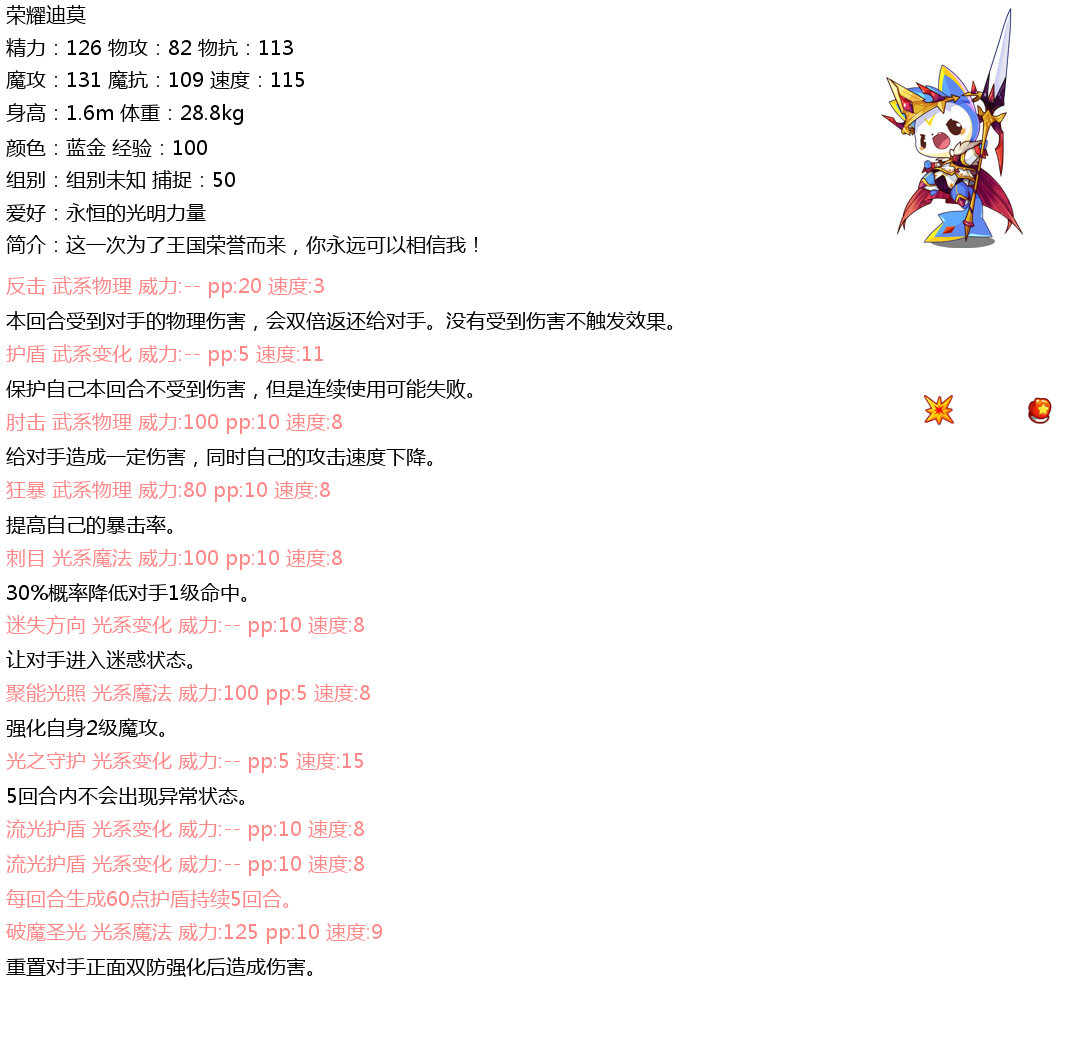 荣耀迪莫
精力：126 物攻：82 物抗：113
魔攻：131 魔抗：109 速度：115
身高：1.6m 体重：28.8kg
颜色：蓝金 经验：100
组别：组别未知 捕捉：50
爱好：永恒的光明力量
简介：这一次为了王国荣誉而来，你永远可以相信我！
反击 武系物理 威力:-- pp:20 速度:3
本回合受到对手的物理伤害，会双倍返还给对手。没有受到伤害不触发效果。
护盾 武系变化 威力:-- pp:5 速度:11
保护自己本回合不受到伤害，但是连续使用可能失败。
肘击 武系物理 威力:100 pp:10 速度:8
给对手造成一定伤害，同时自己的攻击速度下降。
狂暴 武系物理 威力:80 pp:10 速度:8
提高自己的暴击率。
刺目 光系魔法 威力:100 pp:10 速度:8
30%概率降低对手1级命中。
迷失方向 光系变化 威力:-- pp:10 速度:8
让对手进入迷惑状态。
聚能光照 光系魔法 威力:100 pp:5 速度:8
强化自身2级魔攻。
光之守护 光系变化 威力:-- pp:5 速度:15
5回合内不会出现异常状态。
流光护盾 光系变化 威力:-- pp:10 速度:8
流光护盾 光系变化 威力:-- pp:10 速度:8
每回合生成60点护盾持续5回合。
破魔圣光 光系魔法 威力:125 pp:10 速度:9
重置对手正面双防强化后造成伤害。